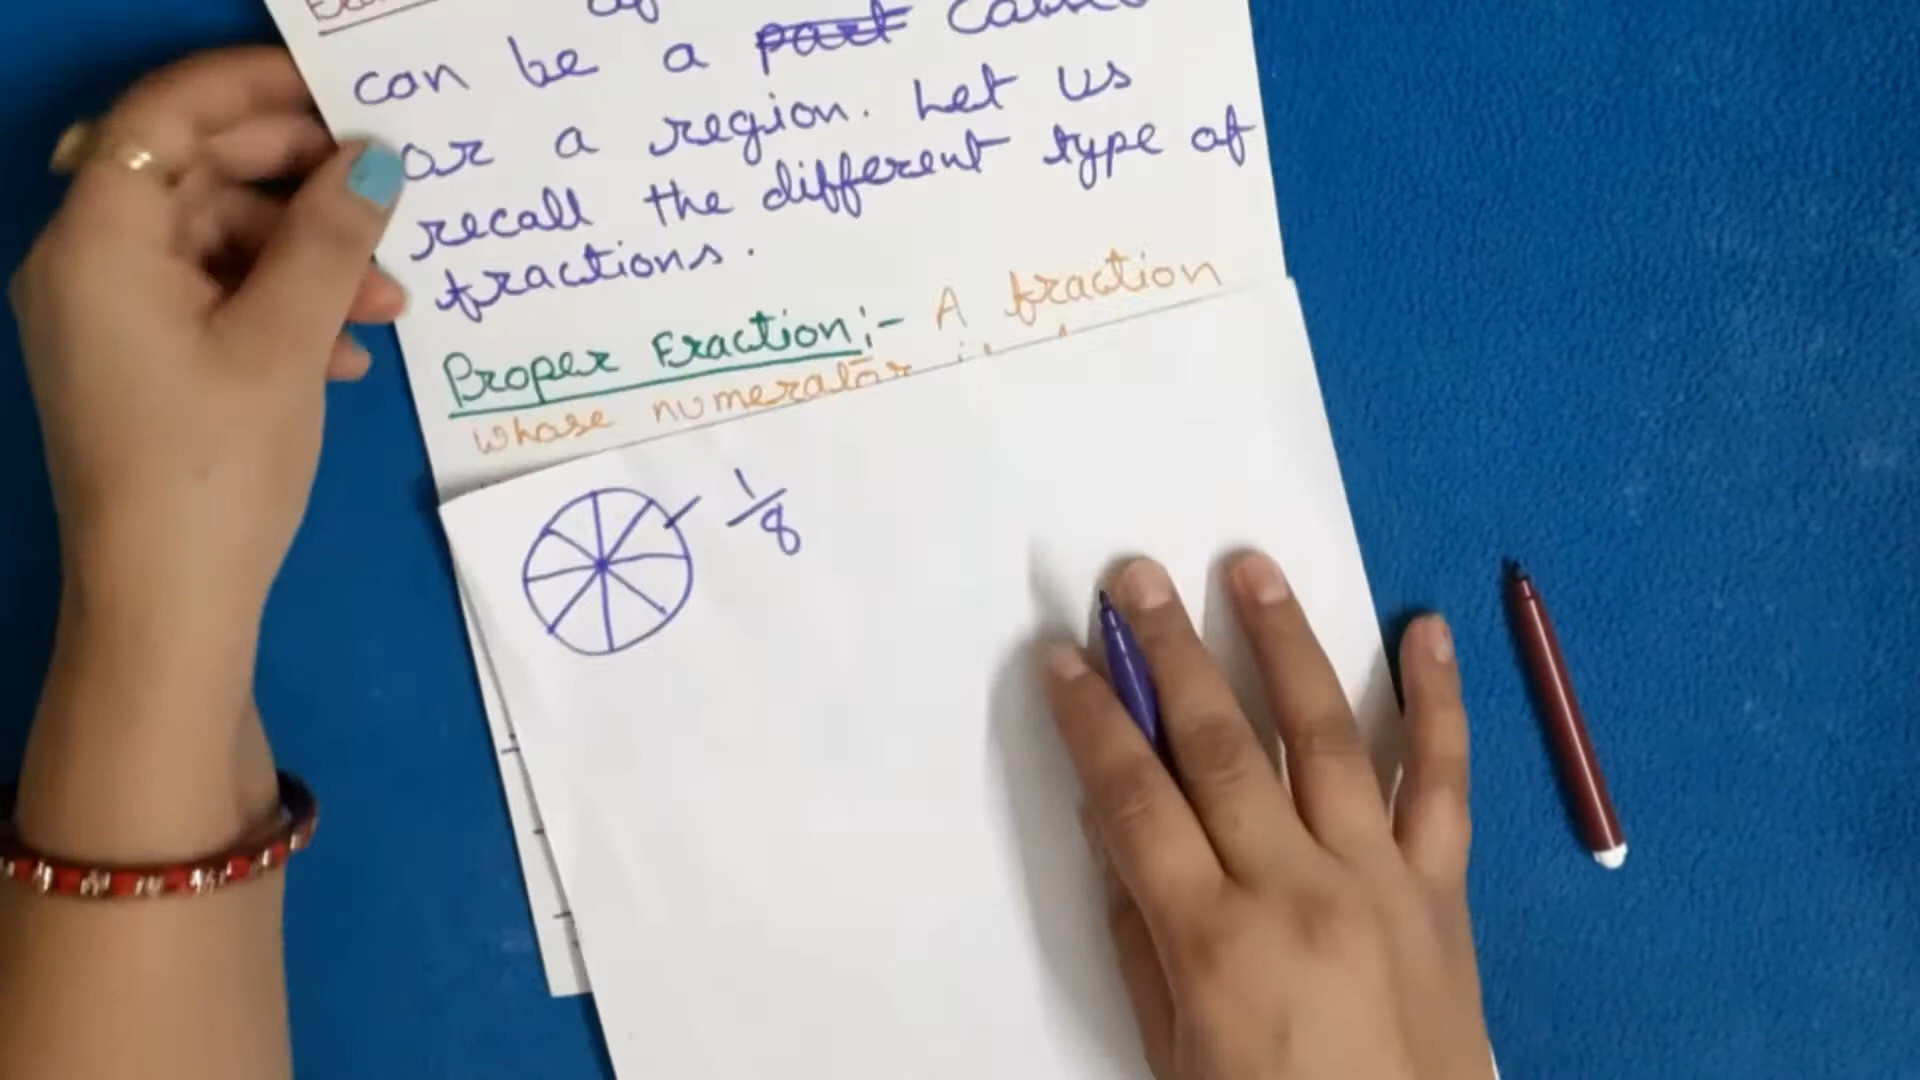 can be a part
or a region. Let us
recall the different type of
fractions.
Proper Fraction :- A fraction
whose numerator
1/8